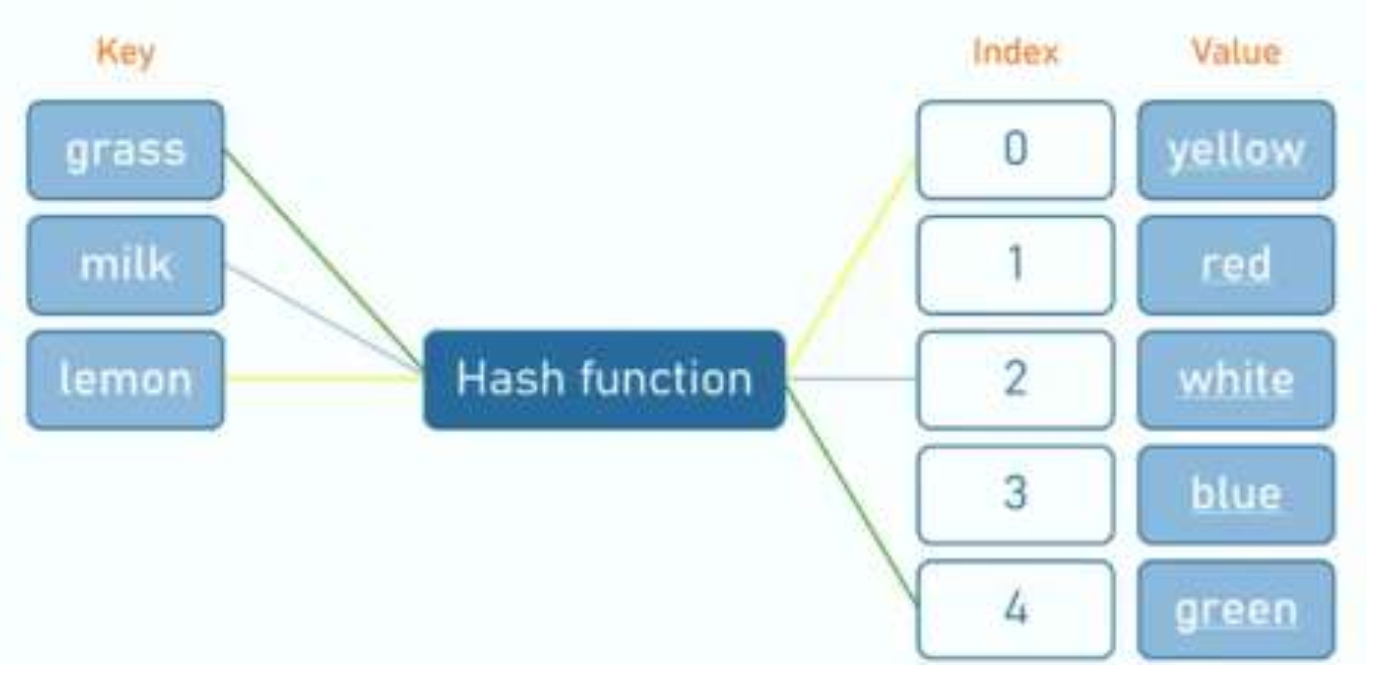 Key
Index
Value
grass
0
yellow
milk
1
red
lemon
Hash function
2
white
3
blue
4
green